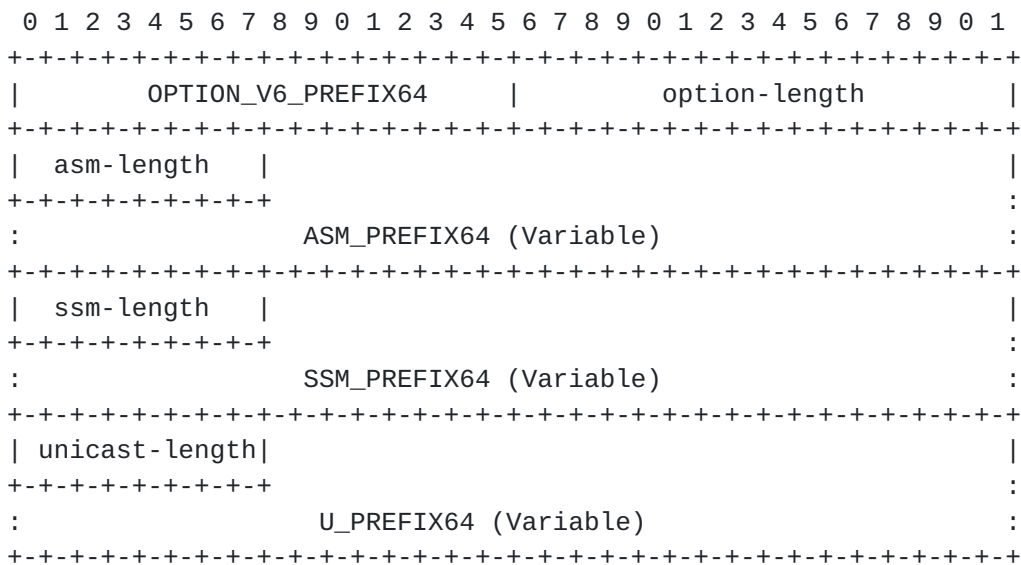 0 1 2 3 4 5 6 7 8 9 0 1 2 3 4 5 6 7 8 9 0 1 2 3 4 5 6 7 8 9 0 1
+-+-+-+-+-+-+-+-+-+-+-+-+-+-+-+-+-+-+-+-+-+-+-+-+-+-+-+-+-+-+-+-+
|        OPTION_V6_PREFIX64     |         option-length         |
+-+-+-+-+-+-+-+-+-+-+-+-+-+-+-+-+-+-+-+-+-+-+-+-+-+-+-+-+-+-+-+-+
|  asm-length   |                                               |
+-+-+-+-+-+-+-+-+                                               :
:                  ASM_PREFIX64 (Variable)                      :
+-+-+-+-+-+-+-+-+-+-+-+-+-+-+-+-+-+-+-+-+-+-+-+-+-+-+-+-+-+-+-+-+
|  ssm-length   |                                               |
+-+-+-+-+-+-+-+-+                                               :
:                  SSM_PREFIX64 (Variable)                      :
+-+-+-+-+-+-+-+-+-+-+-+-+-+-+-+-+-+-+-+-+-+-+-+-+-+-+-+-+-+-+-+-+
| unicast-length|                                               |
+-+-+-+-+-+-+-+-+                                               :
:                   U_PREFIX64 (Variable)                       :
+-+-+-+-+-+-+-+-+-+-+-+-+-+-+-+-+-+-+-+-+-+-+-+-+-+-+-+-+-+-+-+-+